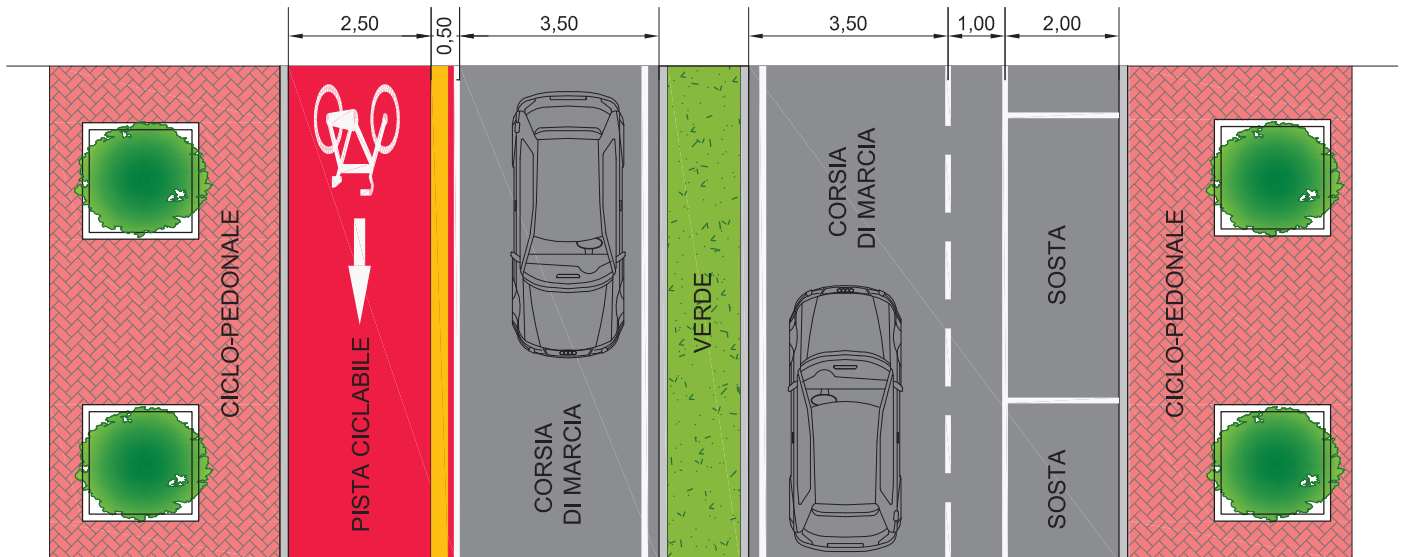 2,50
0,50
3,50
3,50
1,00
2,00
CICLO-PEDONALE
PISTA CICLABILE
CORSIA
DI MARCIA
VERDE
CORSIA
DI MARCIA
SOSTA
SOSTA
CICLO-PEDONALE